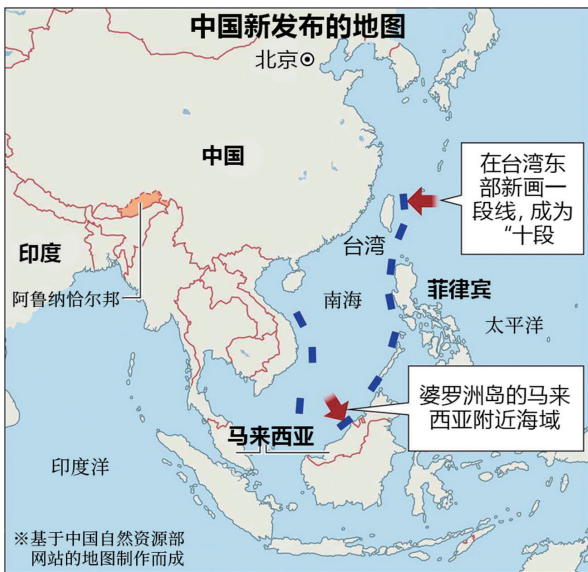 中国新发布的地图
北京
中国
在台湾东
部新画一
段线，成为
“十段
印度
台湾
阿鲁纳恰尔邦
南海
菲律宾
太平洋
婆罗洲岛的马来
西亚附近海域
马来西亚
印度洋
※基于中国自然资源部
网站的地图制作而成